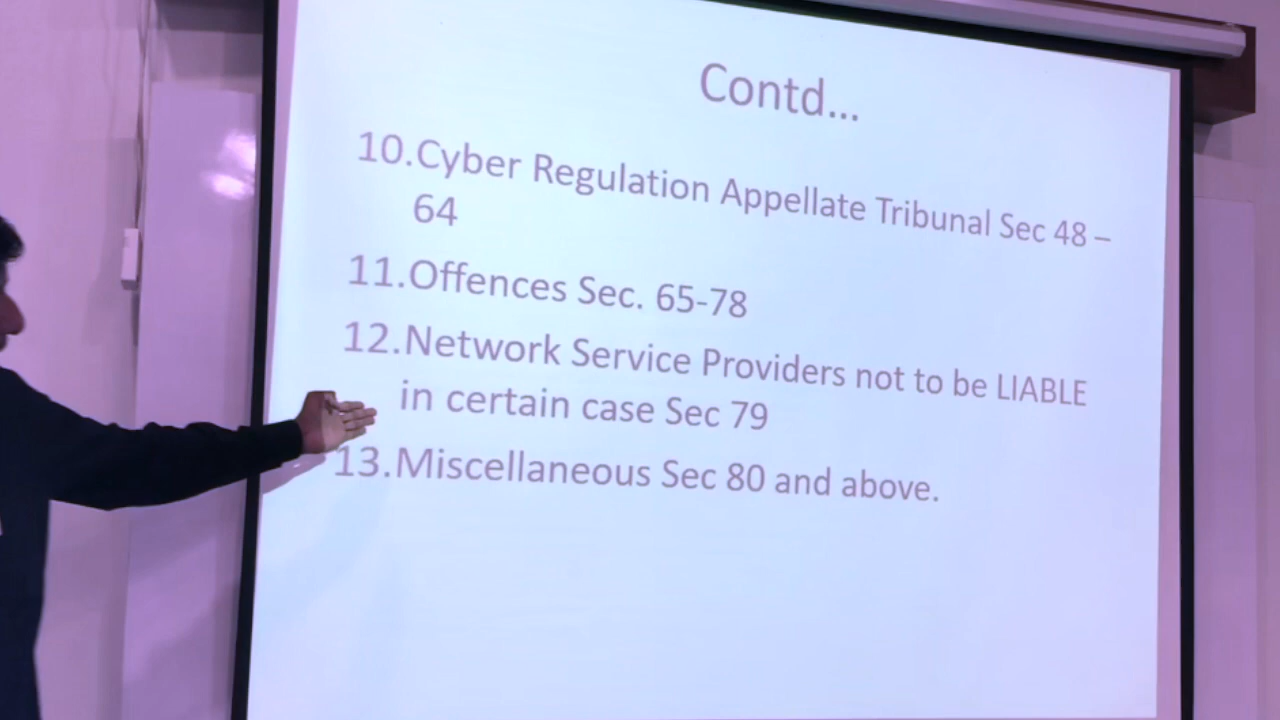 Contd...
10.Cyber Regulation Appellate Tribunal Sec 48 –
64
11.Offences Sec. 65-78
12.Network Service Providers not to be LIABLE
in certain case Sec 79
13.Miscellaneous Sec 80 and above.